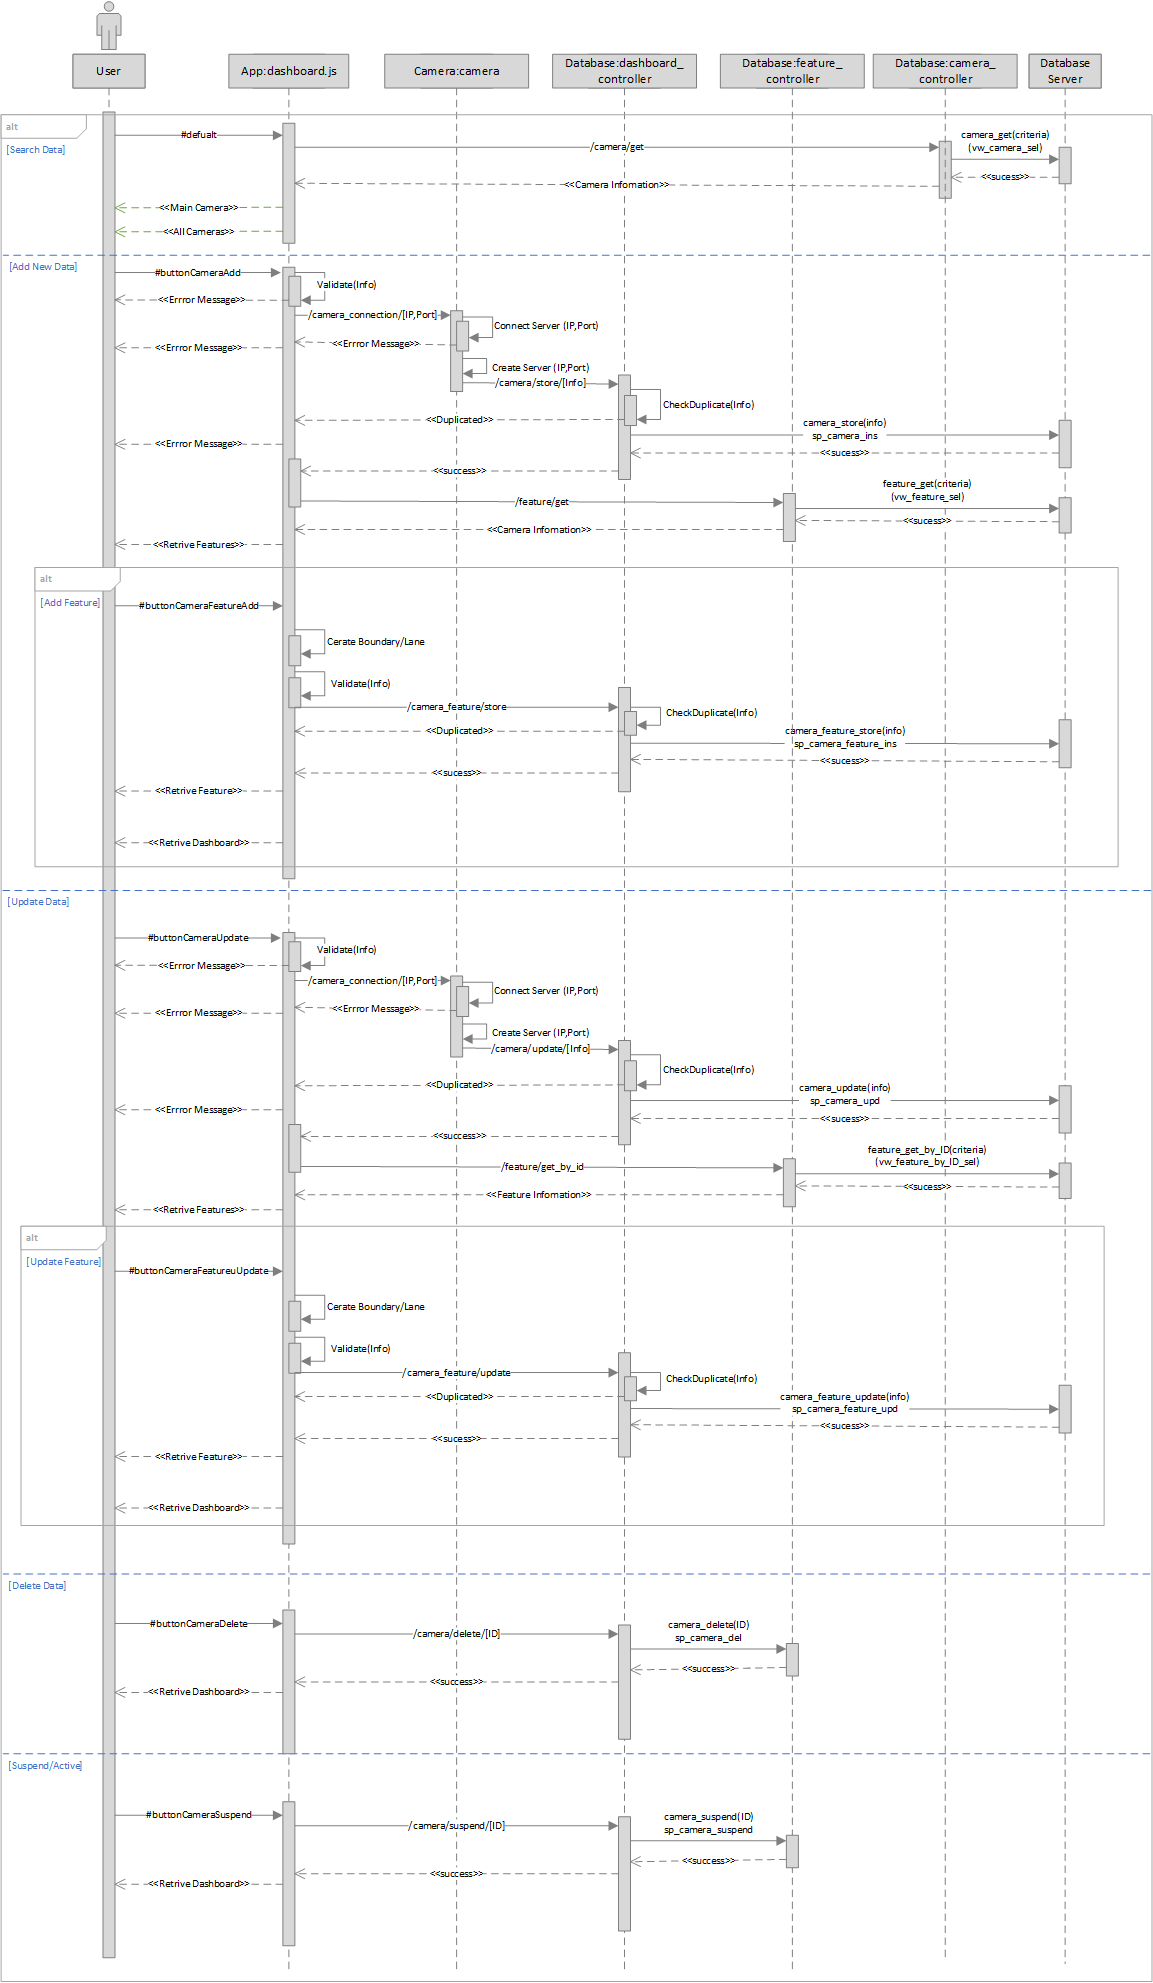 User
App:dashboard.js
Camera:camera
Database:dashboard_
controller
Database:feature_
controller
Database:camera_
controller
Database
Server
alt
[Search Data]
#defualt
/camera/get
camera_get(criteria)
(vw_camera_sel)
<<sucess>>
<<Camera Infomation>>
<<Main Camera>>
<<All Cameras>>
[Add New Data]
#buttonCameraAdd
Validate(Info)
<<Errror Message>>
/camera_connection/[IP,Port]
Connect Server (IP,Port)
<<Errror Message>>
<<Errror Message>>
Create Server (IP,Port)
/camera/store/[Info]
CheckDuplicate(Info)
<<Duplicated>>
camera_store(info)
sp_camera_ins
<<Errror Message>>
<<sucess>>
<<success>>
feature_get(criteria)
(vw_feature_sel)
/feature/get
<<sucess>>
<<Camera Infomation>>
<<Retrive Features>>
alt
[Add Feature]
#buttonCameraFeatureAdd
Cerate Boundary/Lane
Validate(Info)
/camera_feature/store
CheckDuplicate(Info)
<<Duplicated>>
camera_feature_store(info)
sp_camera_feature_ins
<<sucess>>
<<sucess>>
<<Retrive Feature>>
<<Retrive Dashboard>>
[Update Data]
#buttonCameraUpdate
Validate(Info)
<<Errror Message>>
/camera_connection/[IP,Port]
Connect Server (IP,Port)
<<Errror Message>>
<<Errror Message>>
Create Server (IP,Port)
/camera/update/[Info]
CheckDuplicate(Info)
<<Duplicated>>
camera_update(info)
sp_camera_upd
<<Errror Message>>
<<sucess>>
<<success>>
feature_get_by_ID(criteria)
(vw_feature_by_ID_sel)
/feature/get_by_id
<<sucess>>
<<Feature Infomation>>
<<Retrive Features>>
alt
[Update Feature]
#buttonCameraFeatureuUpdate
Cerate Boundary/Lane
Validate(Info)
/camera_feature/update
CheckDuplicate(Info)
<<Duplicated>>
camera_feature_update(info)
sp_camera_feature_upd
<<sucess>>
<<sucess>>
<<Retrive Feature>>
<<Retrive Dashboard>>
[Delete Data]
#buttonCameraDelete
/camera/delete/[ID]
camera_delete(ID)
sp_camera_del
<<success>>
<<success>>
<<Retrive Dashboard>>
[Suspend/Active]
#buttonCameraSuspend
/camera/suspend/[ID]
camera_suspend(ID)
sp_camera_suspend
<<success>>
<<success>>
<<Retrive Dashboard>>